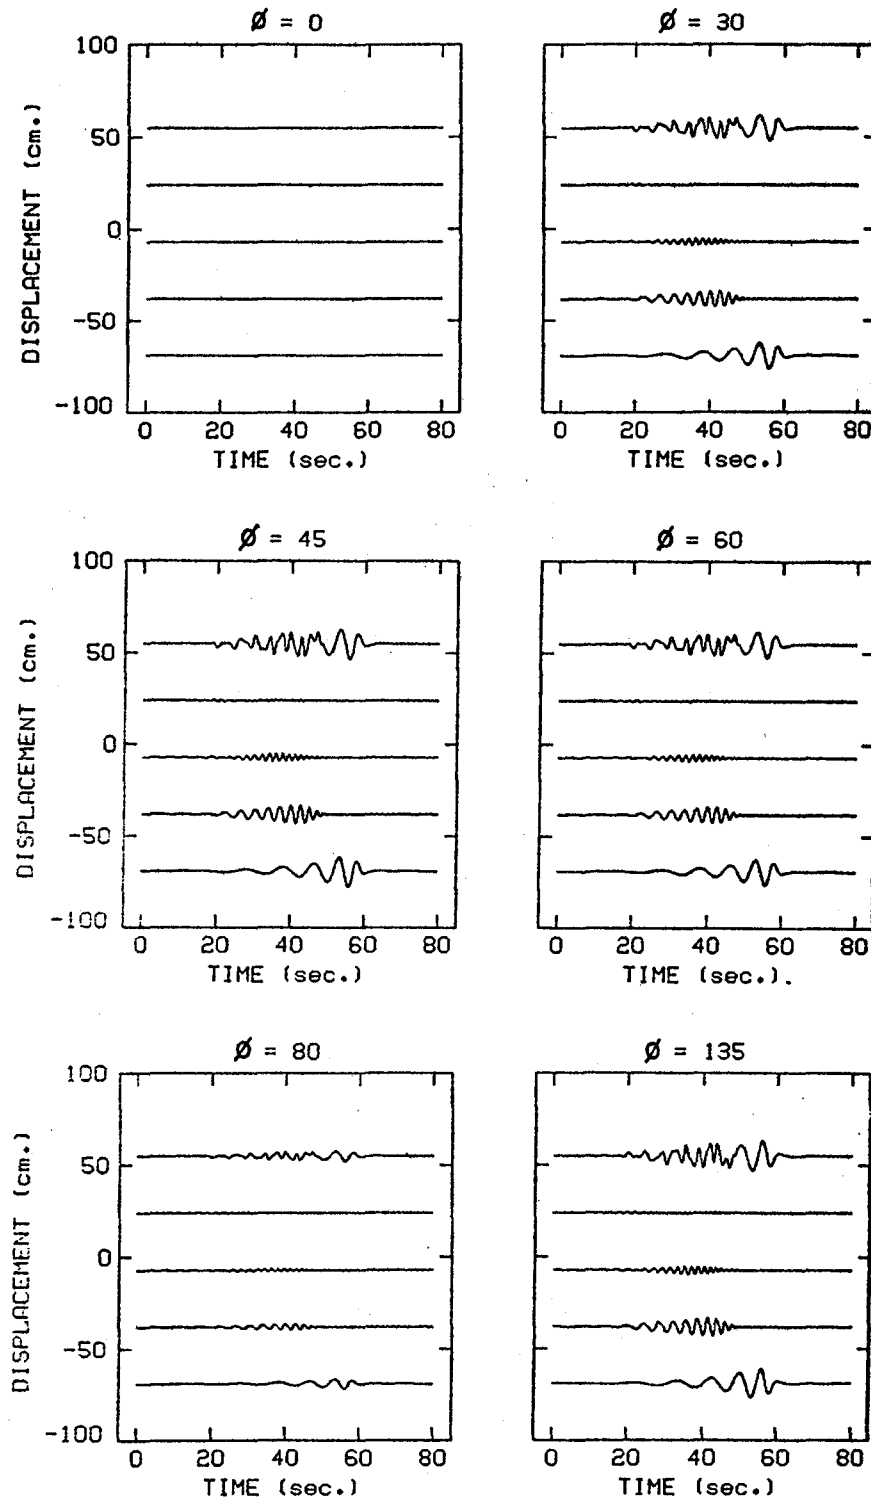 Ø = 0
Ø = 30
100
50
0
-50
-100
DISPLACEMENT (cm.)
0 20 40 60 80
0 20 40 60 80
TIME (sec.)
TIME (sec.)
Ø = 45
Ø = 60
100
50
0
-50
-100
DISPLACEMENT (cm.)
0 20 40 60 80
0 20 40 60 80
TIME (sec.)
TIME (sec.).
Ø = 80
Ø = 135
100
50
0
-50
-100
DISPLACEMENT (cm.)
0 20 40 60 80
0 20 40 60 80
TIME (sec.)
TIME (sec.)